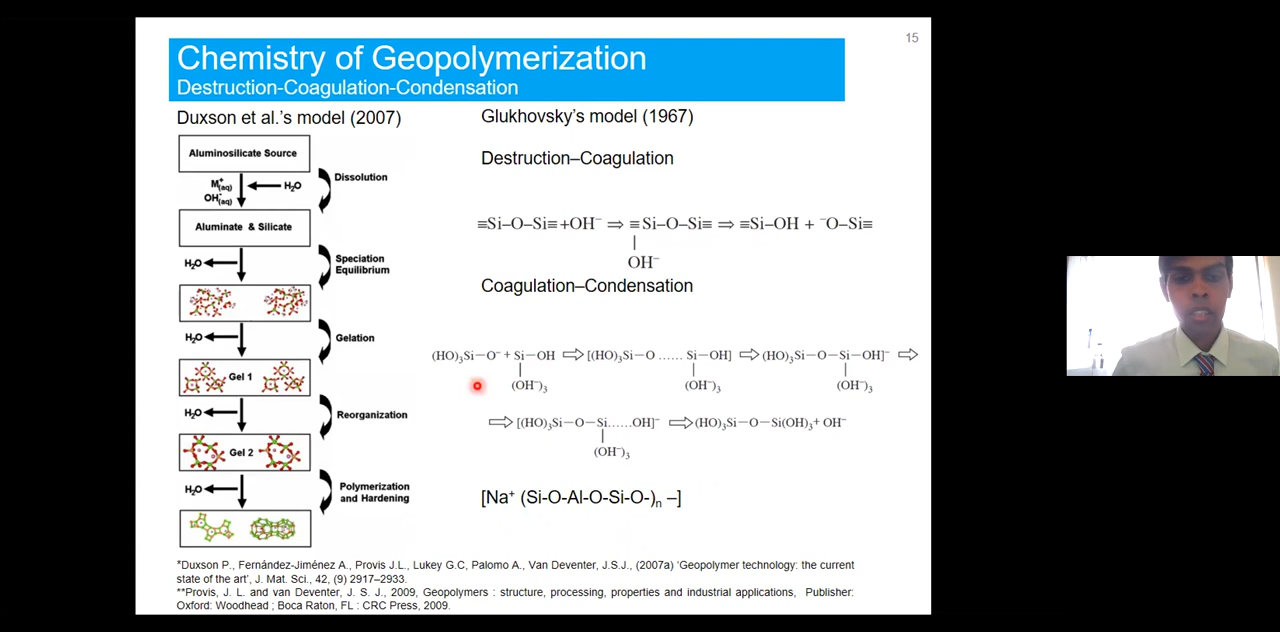 15
Chemistry of Geopolymerization
Destruction-Coagulation-Condensation
Duxson et al.'s model (2007)
Aluminosilicate Source
M⁺(aq)
OH⁻(aq)
H₂O
Dissolution
Aluminate & Silicate
H₂O
Speciation
Equilibrium
H₂O
Gelation
Gel 1
H₂O
Reorganization
Gel 2
H₂O
Polymerization
and Hardening
Glukhovsky's model (1967)
Destruction–Coagulation
≡Si–O–Si≡ +OH⁻ ⇒ ≡Si–O–Si≡ ⇒ ≡Si–OH + ⁻O–Si≡
|
OH⁻
Coagulation–Condensation
(HO)₃Si–O⁻ + Si–OH ⇨ [(HO)₃Si–O ...... Si–OH] ⇨ (HO)₃Si–O–Si–OH]⁻ ⇨
| | |
(OH⁻)₃ (OH⁻)₃ (OH⁻)₃
⇨ [(HO)₃Si–O–Si......OH]⁻ ⇨ (HO)₃Si–O–Si(OH)₃+ OH⁻
|
(OH⁻)₃
[Na⁺ (Si-O-Al-O-Si-O-)ₙ –]
*Duxson P., Fernández-Jiménez A., Provis J.L., Lukey G.C, Palomo A., Van Deventer, J.S.J., (2007a) 'Geopolymer technology: the current
state of the art', J. Mat. Sci., 42, (9) 2917–2933.
**Provis, J. L. and van Deventer, J. S. J., 2009, Geopolymers : structure, processing, properties and industrial applications, Publisher:
Oxford: Woodhead ; Boca Raton, FL : CRC Press, 2009.